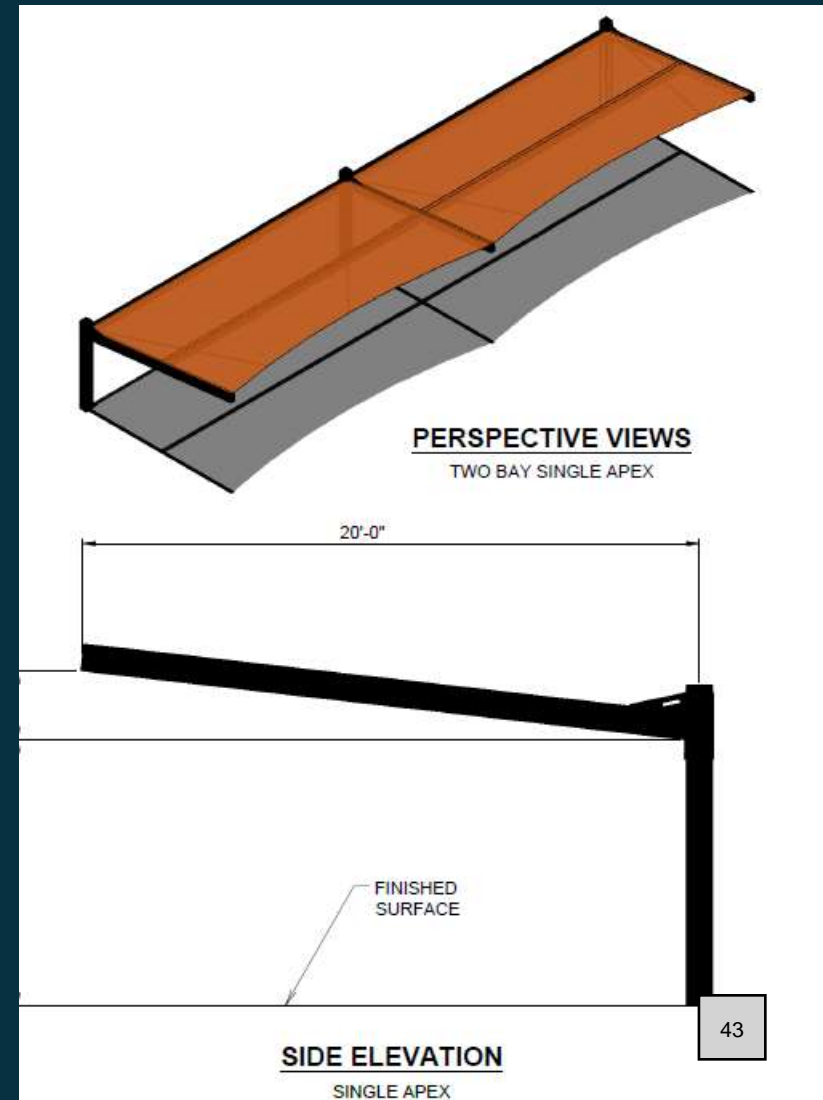 PERSPECTIVE VIEWS
TWO BAY SINGLE APEX
20'-0"
FINISHED
SURFACE
43
SIDE ELEVATION
SINGLE APEX